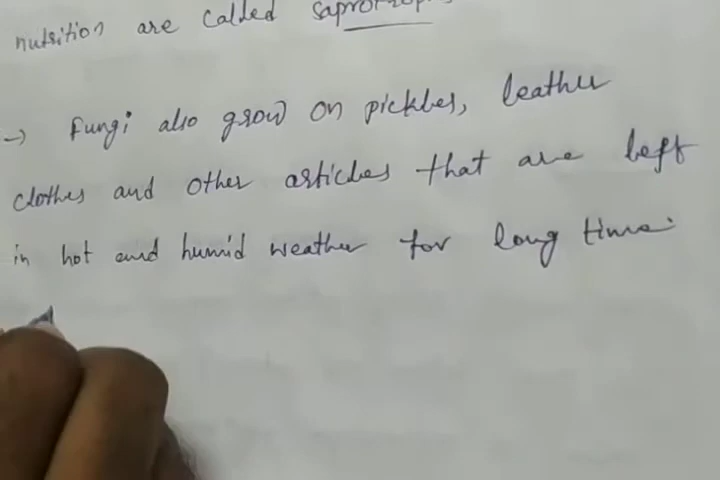 nutrition are called saprotrop
→ Fungi also grow on pickles, leather
clothes and other articles that are left
in hot and humid weather for long time.